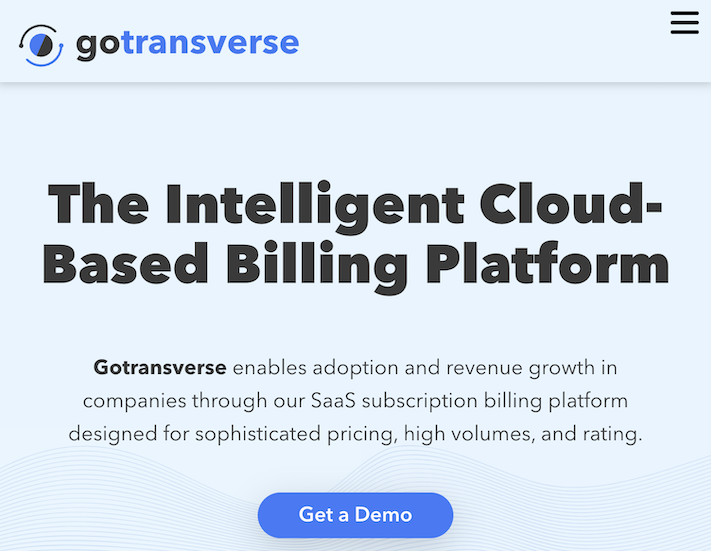 gotransverse
The Intelligent Cloud-
Based Billing Platform
Gotransverse enables adoption and revenue growth in
companies through our SaaS subscription billing platform
designed for sophisticated pricing, high volumes, and rating.
Get a Demo